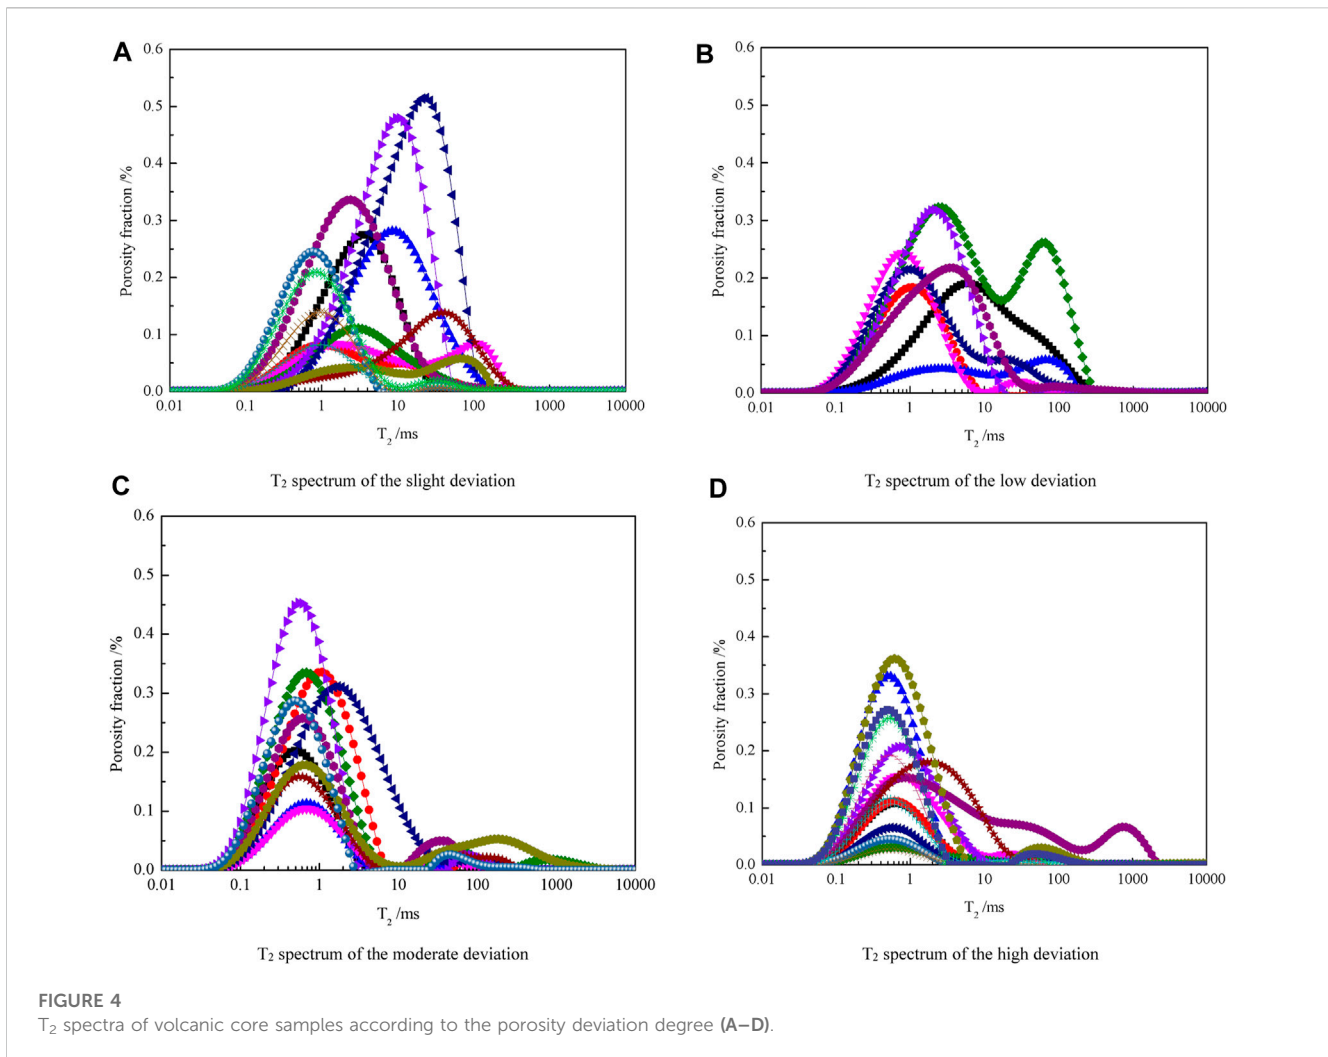 A
0.6
0.5
0.4
0.3
0.2
0.1
0.0
Porosity fraction /%
0.01 0.1 1 10 100 1000 10000
T2 /ms
T2 spectrum of the slight deviation
B
0.6
0.5
0.4
0.3
0.2
0.1
0.0
Porosity fraction /%
0.01 0.1 1 10 100 1000 10000
T2 /ms
T2 spectrum of the low deviation
C
0.6
0.5
0.4
0.3
0.2
0.1
0.0
Porosity fraction /%
0.01 0.1 1 10 100 1000 10000
T2 /ms
T2 spectrum of the moderate deviation
D
0.6
0.5
0.4
0.3
0.2
0.1
0.0
Porosity fraction /%
0.01 0.1 1 10 100 1000 10000
T2 /ms
T2 spectrum of the high deviation
FIGURE 4
T2 spectra of volcanic core samples according to the porosity deviation degree (A–D).